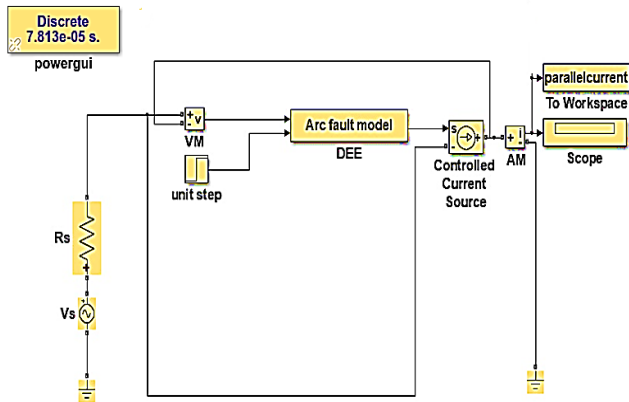 Discrete
7.813e-05 s.
powergui
+
-
v
VM
unit step
Arc fault model
DEE
s
-
+
Controlled
Current
Source
+
i
-
AM
parallelcurrent
To Workspace
Scope
Rs
+
+
Vs